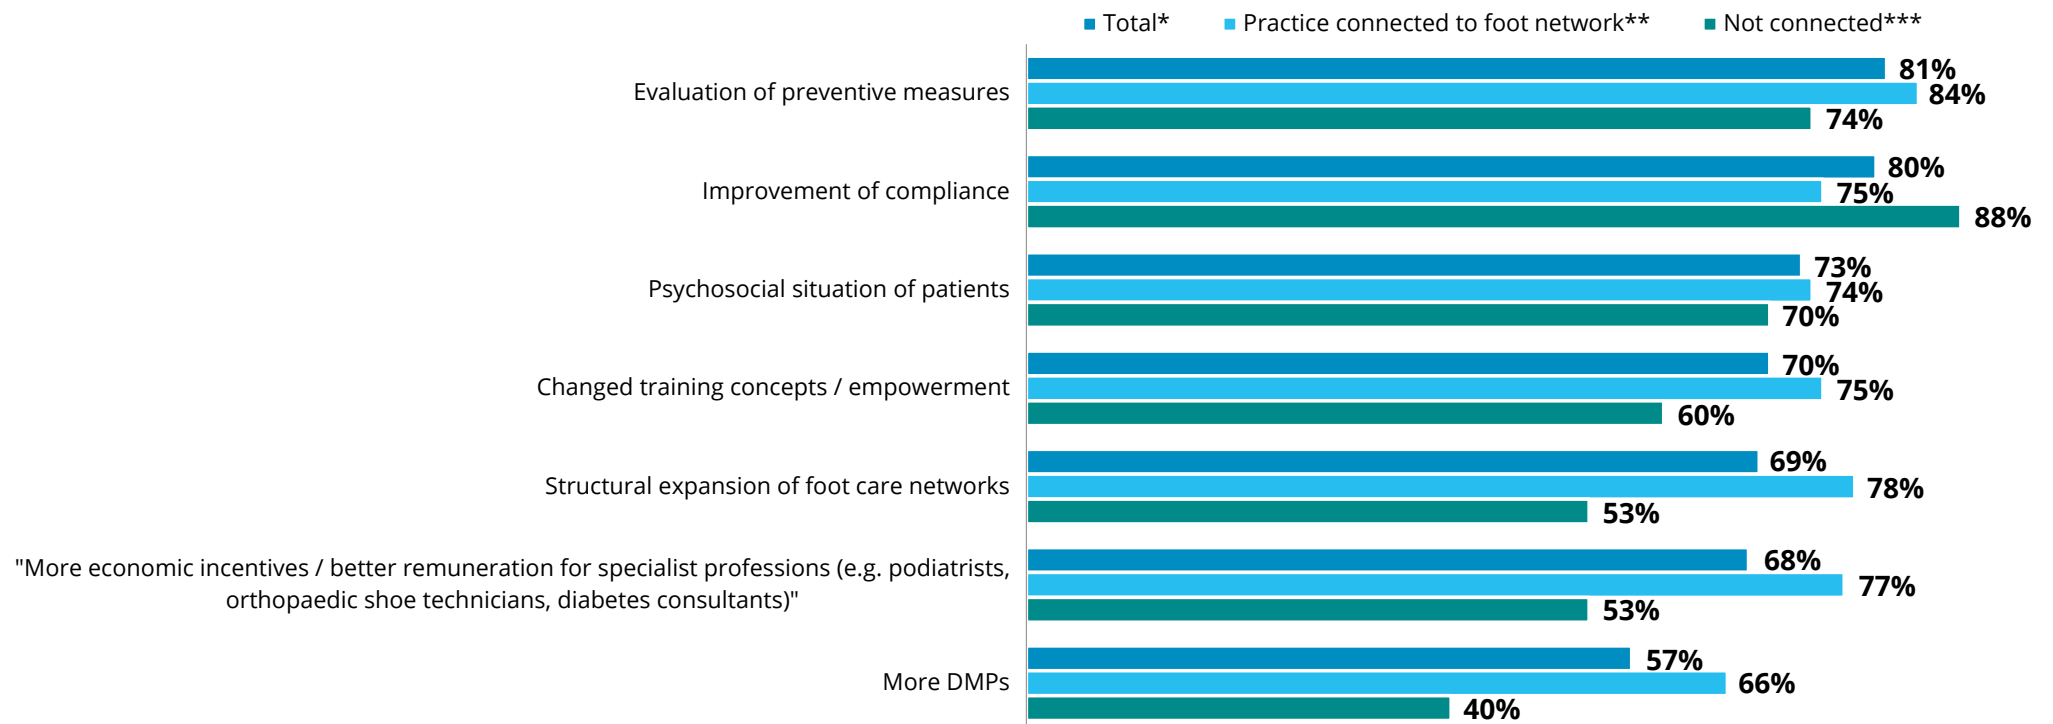 Total* Practice connected to foot network** Not connected***
Evaluation of preventive measures
81%
84%
74%
Improvement of compliance
80%
75%
88%
Psychosocial situation of patients
73%
74%
70%
Changed training concepts / empowerment
70%
75%
60%
Structural expansion of foot care networks
69%
78%
53%
"More economic incentives / better remuneration for specialist professions (e.g. podiatrists,
orthopaedic shoe technicians, diabetes consultants)"
68%
77%
53%
More DMPs
57%
66%
40%